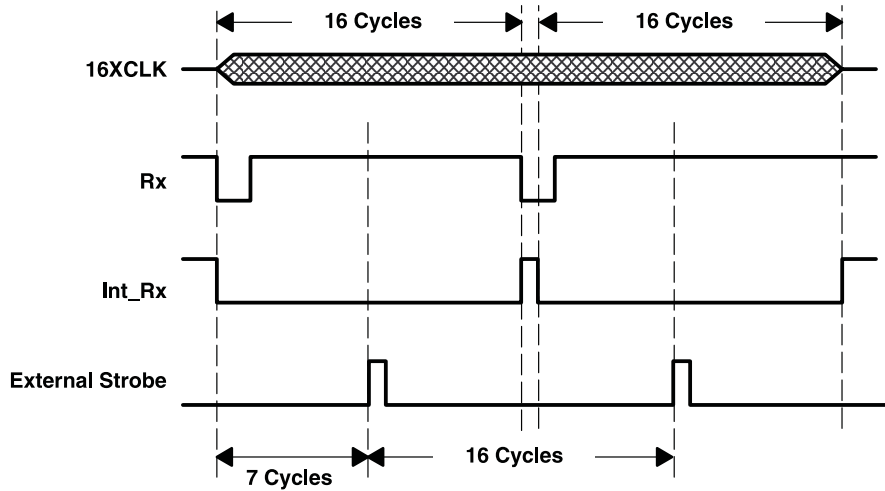 16 Cycles 16 Cycles
16XCLK
Rx
Int_Rx
External Strobe
16 Cycles
7 Cycles